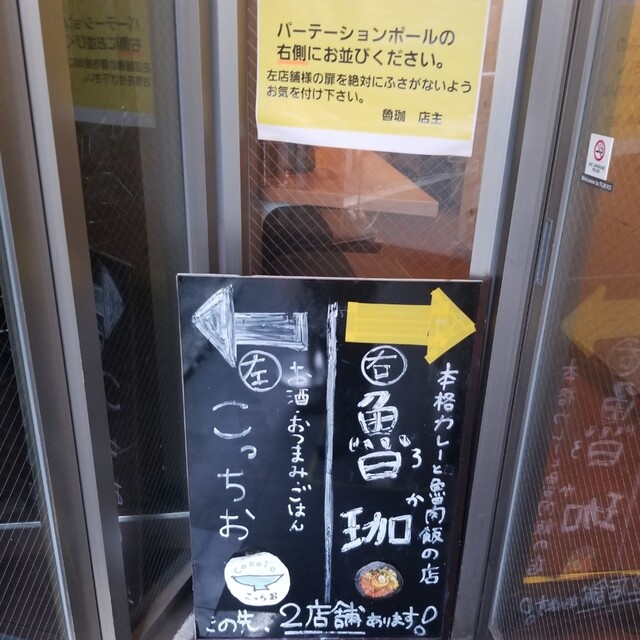 パーテーションポールの
右側にお並びください。
左店舗様の扉を絶対にふさがないよう
お気を付け下さい。
魯珈 店主
左
お酒・おつまみ・ごはん
こっちお
cocchio
こっちお
右
本格カレーと魯肉飯の店
魯珈
ろか
この先、2店舗あります!